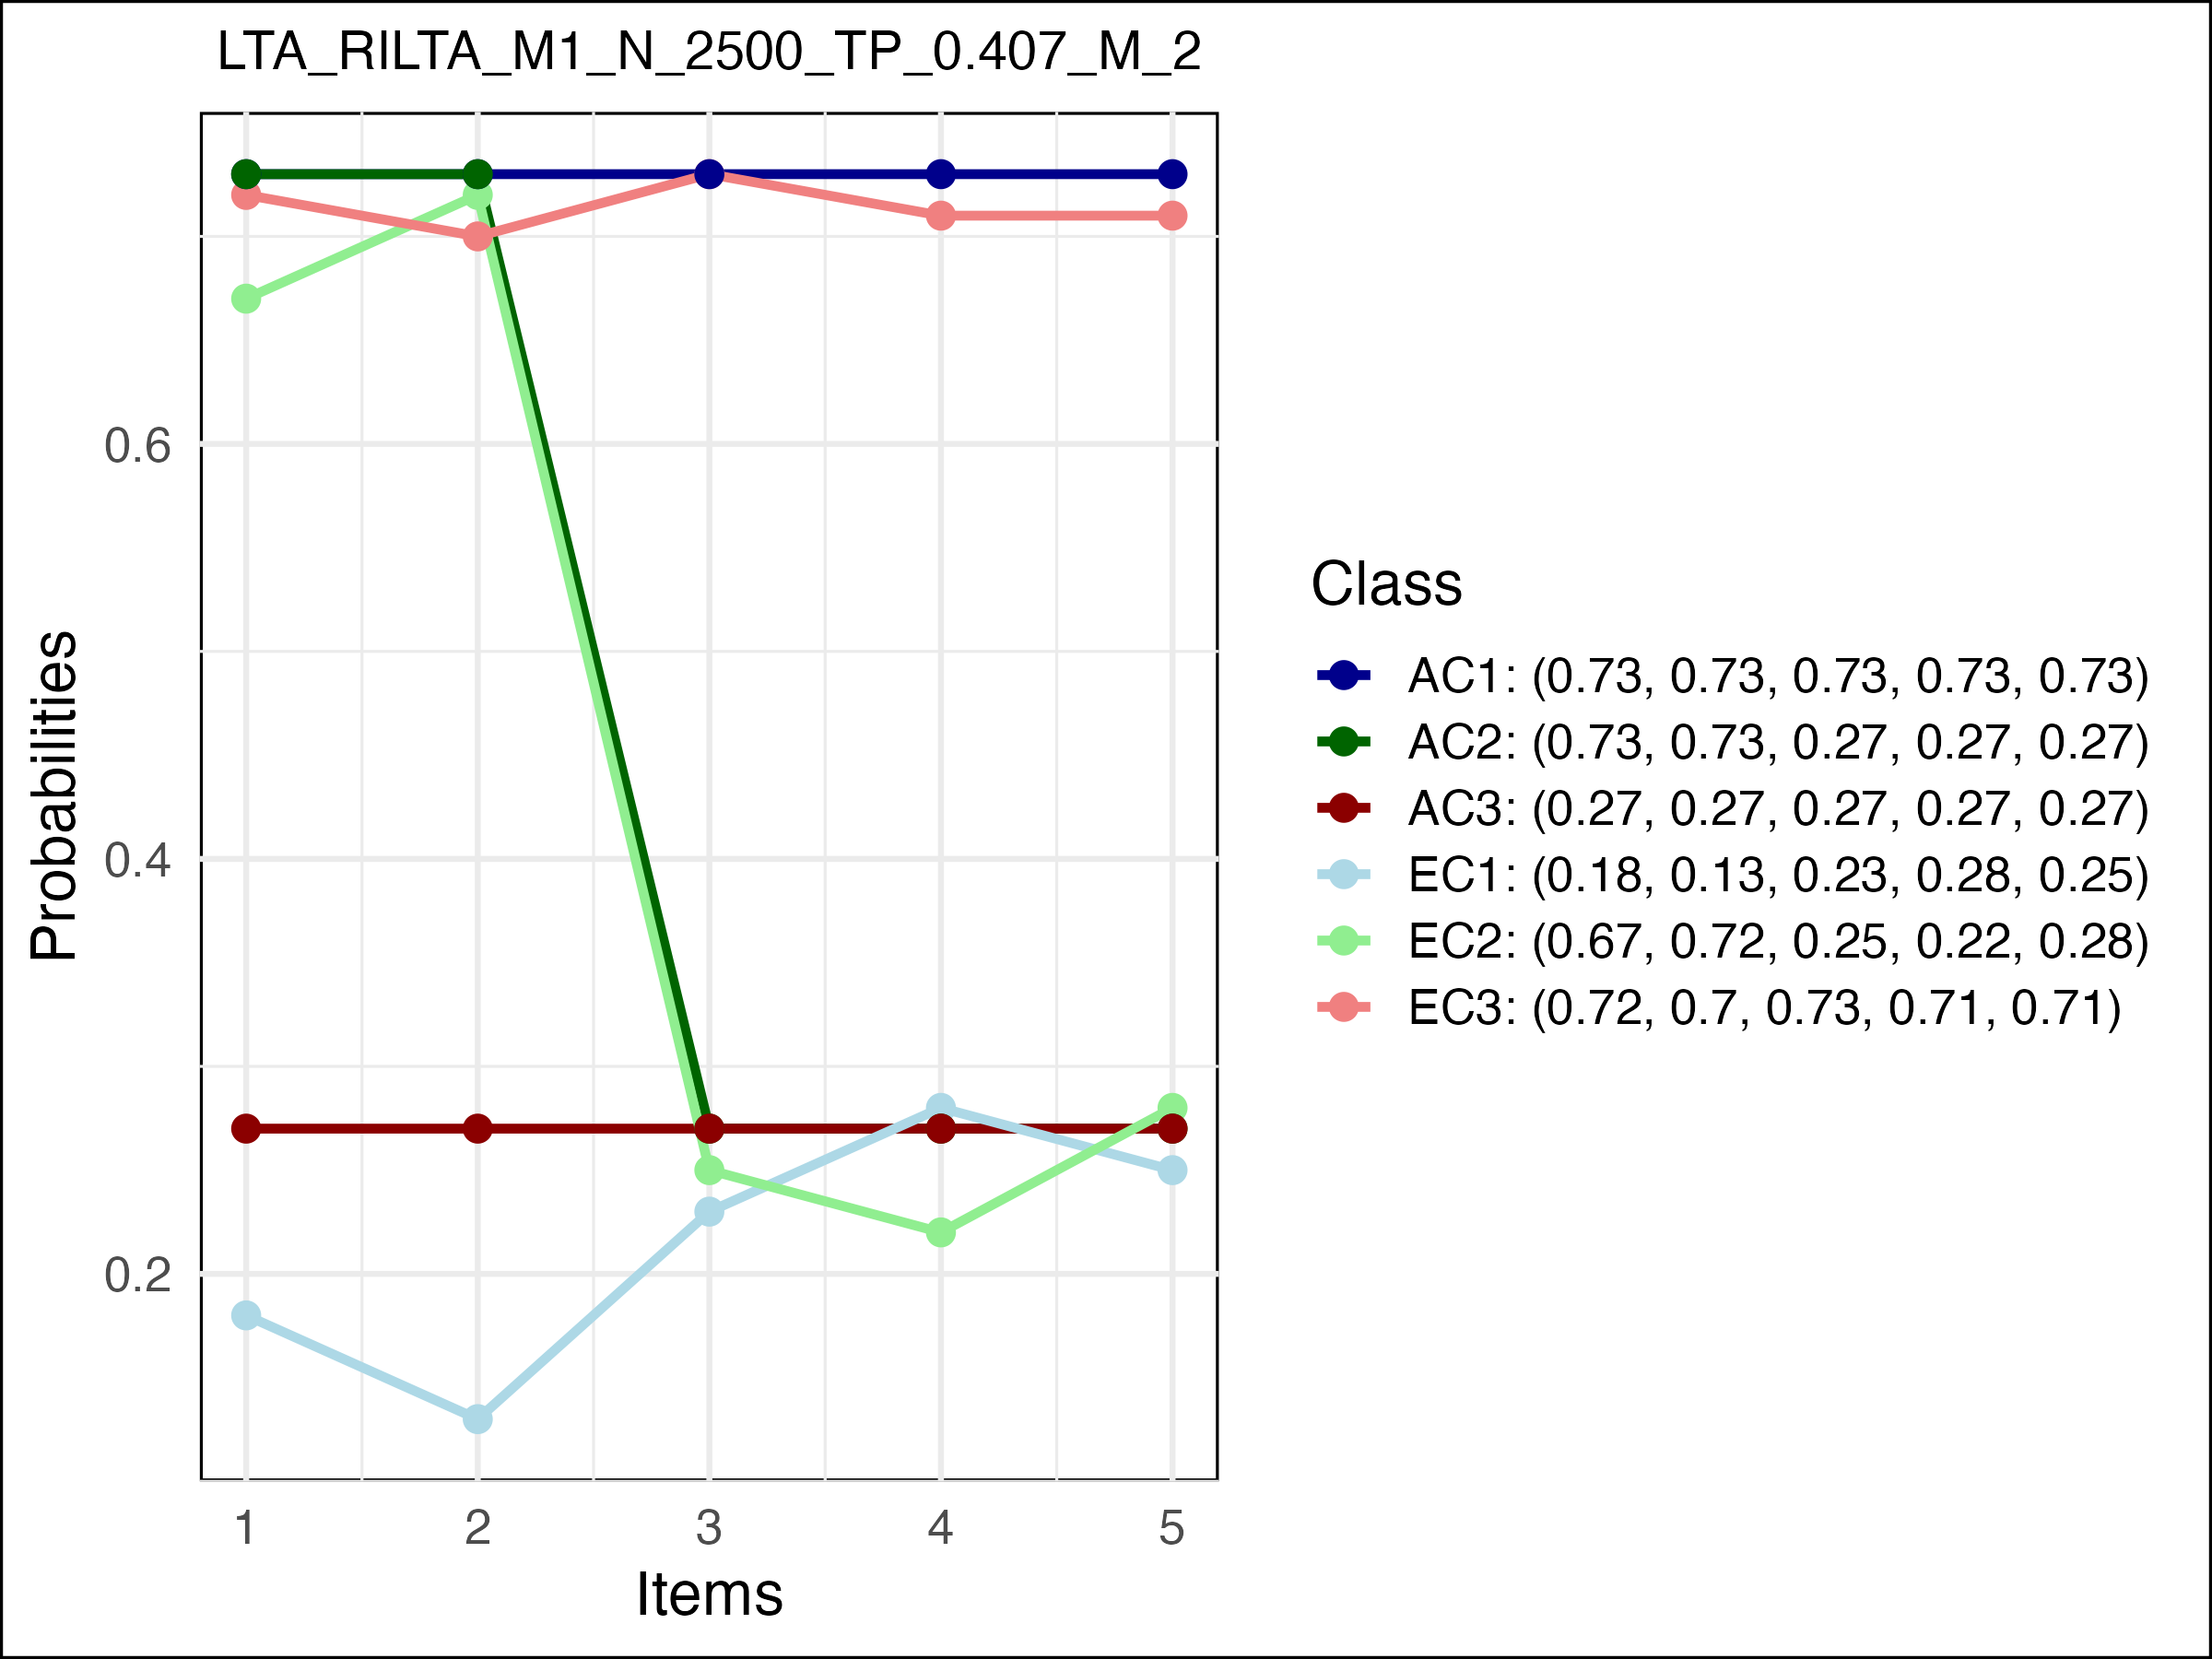 LTA_RILTA_M1_N_2500_TP_0.407_M_2
Probabilities
0.6
0.4
0.2
1 2 3 4 5
Items
Class
AC1: (0.73, 0.73, 0.73, 0.73, 0.73)
AC2: (0.73, 0.73, 0.27, 0.27, 0.27)
AC3: (0.27, 0.27, 0.27, 0.27, 0.27)
EC1: (0.18, 0.13, 0.23, 0.28, 0.25)
EC2: (0.67, 0.72, 0.25, 0.22, 0.28)
EC3: (0.72, 0.7, 0.73, 0.71, 0.71)